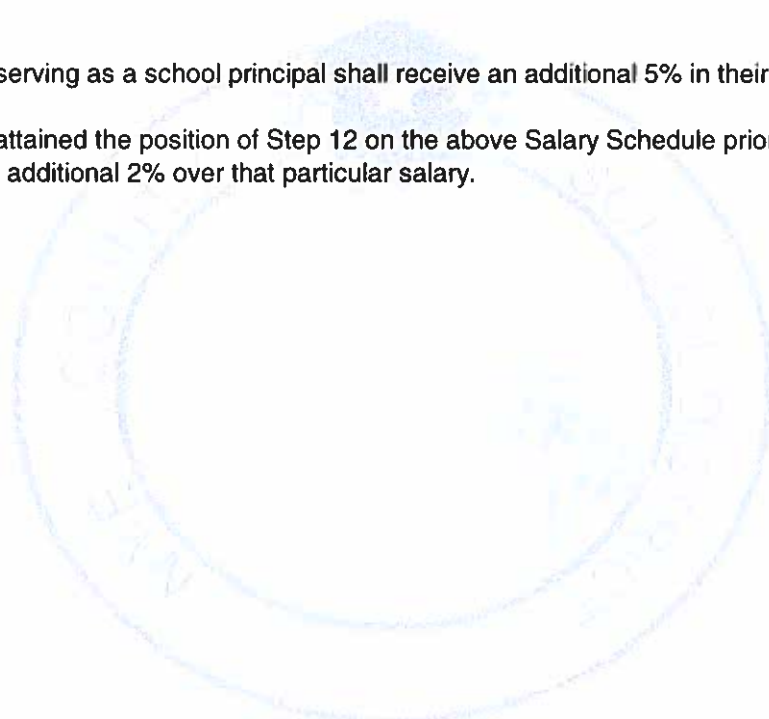 serving as a school principal shall receive an additional 5% in their
attained the position of Step 12 on the above Salary Schedule prior
additional 2% over that particular salary.